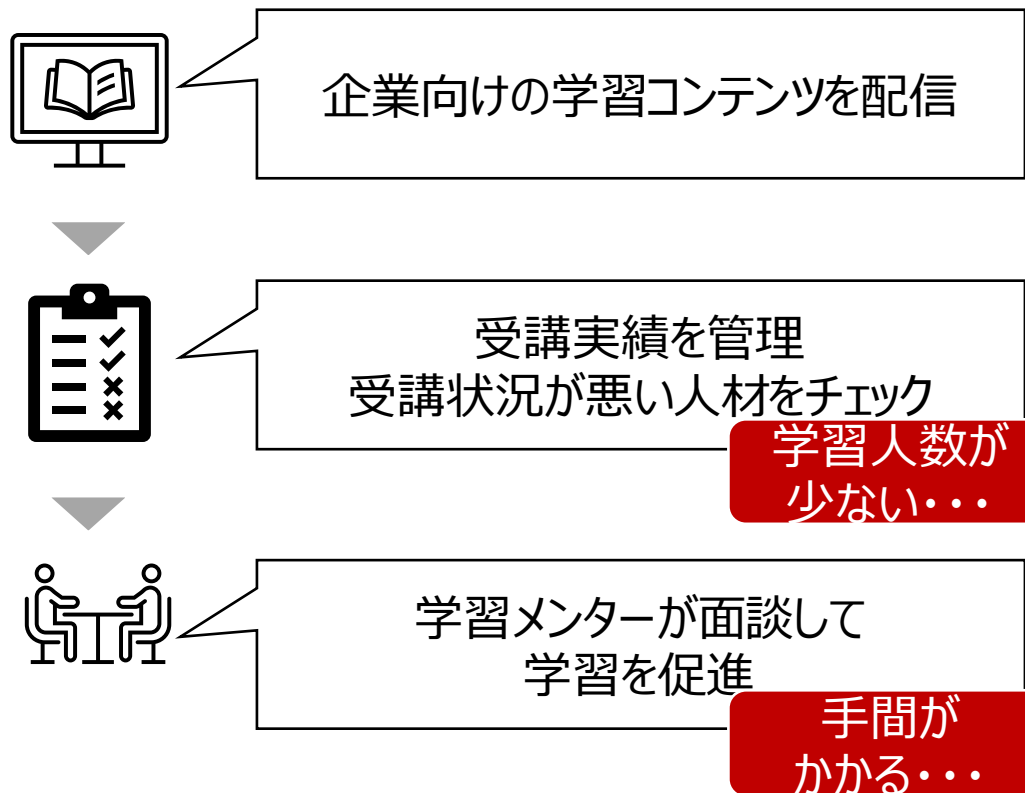 企業向けの学習コンテンツを配信
受講実績を管理
受講状況が悪い人材をチェック
学習人数が
少ない・・・
学習メンターが面談して
学習を促進
手間が
かかる・・・